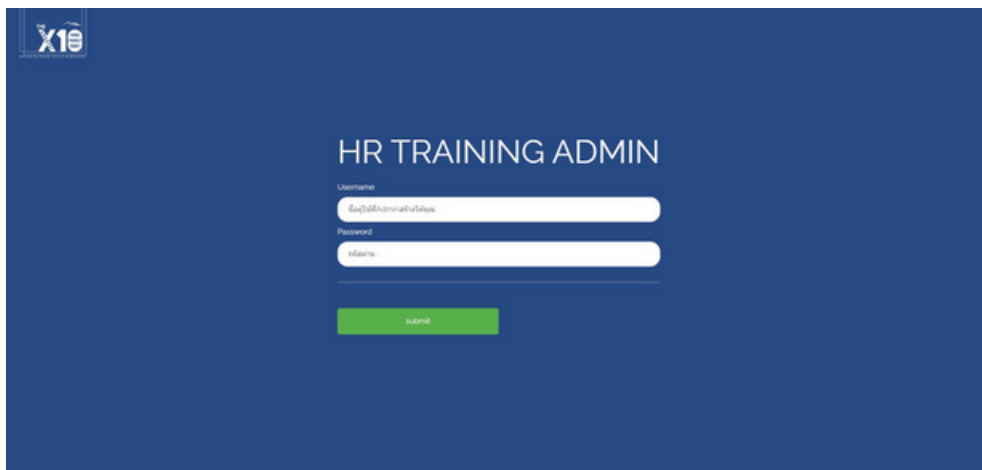 THE
X10
HR TRAINING ADMIN
Username
ชื่อผู้ใช้ที่Adminสร้างให้คุณ.
Password
รหัสผ่าน.
submit